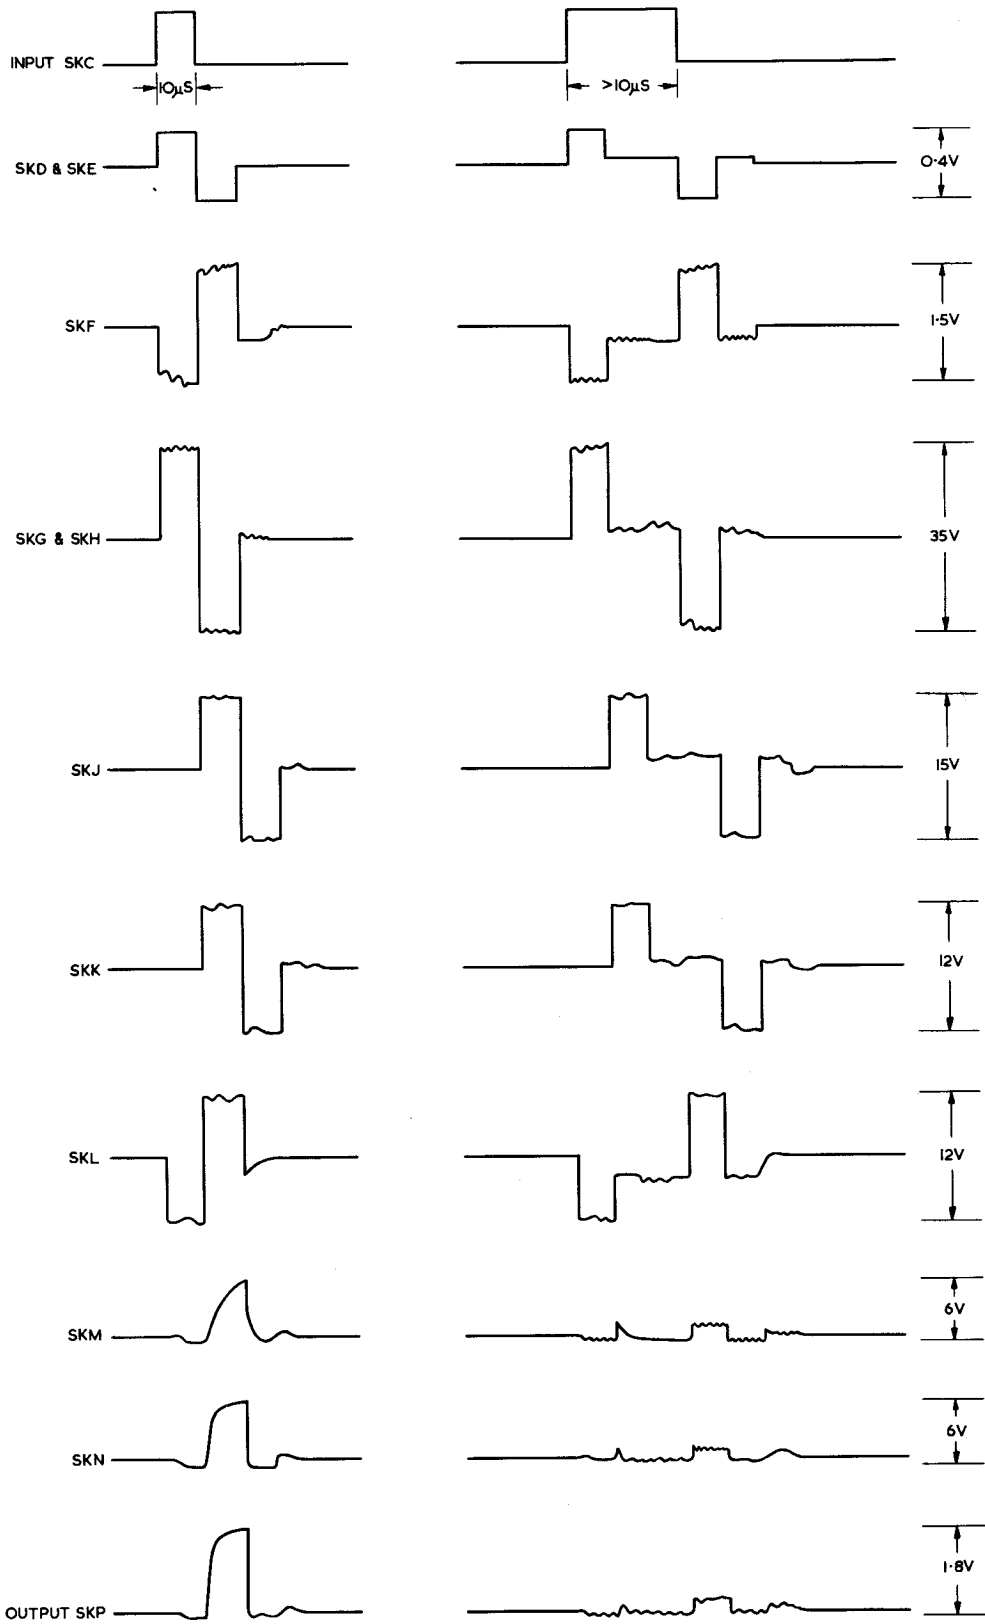 INPUT SKC
10µS
>10µS
SKD & SKE
0·4V
SKF
1·5V
SKG & SKH
35V
SKJ
15V
SKK
12V
SKL
12V
SKM
6V
SKN
6V
OUTPUT SKP
1·8V